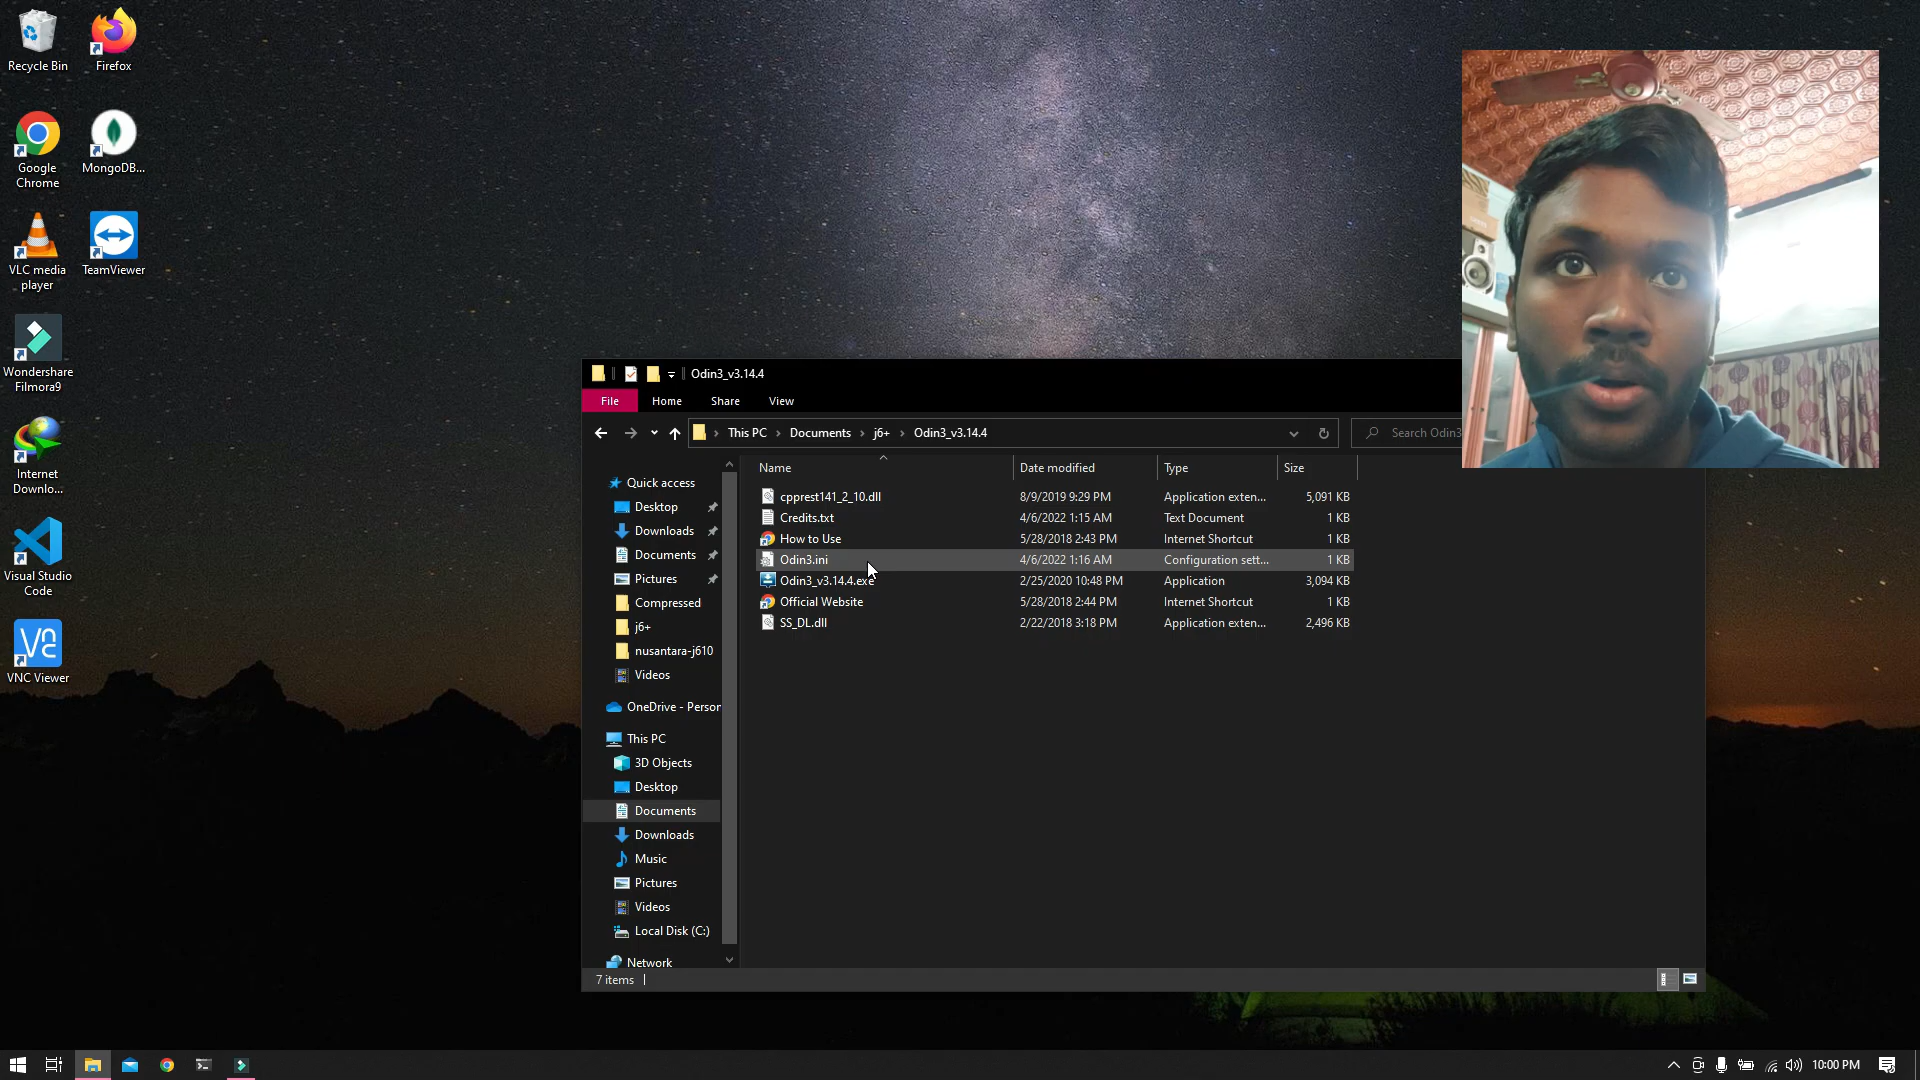 Recycle Bin
Firefox
Google
Chrome
MongoDB...
VLC media
player
TeamViewer
Wondershare
Filmora9
Internet
Downlo...
Visual Studio
Code
VNC Viewer
Odin3_v3.14.4
File Home Share View
This PC › Documents › j6+ › Odin3_v3.14.4
Search Odin3
Name Date modified Type Size
cpprest141_2_10.dll 8/9/2019 9:29 PM Application exten... 5,091 KB
Credits.txt 4/6/2022 1:15 AM Text Document 1 KB
How to Use 5/28/2018 2:43 PM Internet Shortcut 1 KB
Odin3.ini 4/6/2022 1:16 AM Configuration sett... 1 KB
Odin3_v3.14.4.exe 2/25/2020 10:48 PM Application 3,094 KB
Official Website 5/28/2018 2:44 PM Internet Shortcut 1 KB
SS_DL.dll 2/22/2018 3:18 PM Application exten... 2,496 KB
Quick access
Desktop
Downloads
Documents
Pictures
Compressed
j6+
nusantara-j610
Videos
OneDrive - Person
This PC
3D Objects
Desktop
Documents
Downloads
Music
Pictures
Videos
Local Disk (C:)
Network
7 items
10:00 PM